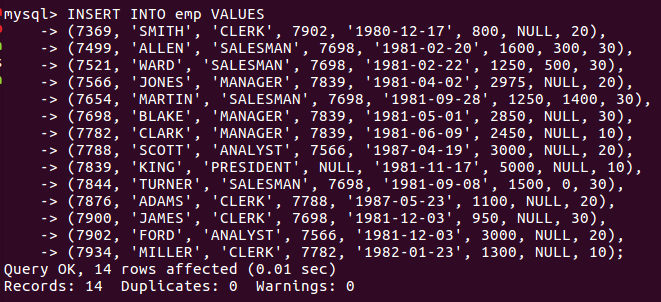 mysql> INSERT INTO emp VALUES
    -> (7369, 'SMITH', 'CLERK', 7902, '1980-12-17', 800, NULL, 20),
    -> (7499, 'ALLEN', 'SALESMAN', 7698, '1981-02-20', 1600, 300, 30),
    -> (7521, 'WARD', 'SALESMAN', 7698, '1981-02-22', 1250, 500, 30),
    -> (7566, 'JONES', 'MANAGER', 7839, '1981-04-02', 2975, NULL, 20),
    -> (7654, 'MARTIN', 'SALESMAN', 7698, '1981-09-28', 1250, 1400, 30),
    -> (7698, 'BLAKE', 'MANAGER', 7839, '1981-05-01', 2850, NULL, 30),
    -> (7782, 'CLARK', 'MANAGER', 7839, '1981-06-09', 2450, NULL, 10),
    -> (7788, 'SCOTT', 'ANALYST', 7566, '1987-04-19', 3000, NULL, 20),
    -> (7839, 'KING', 'PRESIDENT', NULL, '1981-11-17', 5000, NULL, 10),
    -> (7844, 'TURNER', 'SALESMAN', 7698, '1981-09-08', 1500, 0, 30),
    -> (7876, 'ADAMS', 'CLERK', 7788, '1987-05-23', 1100, NULL, 20),
    -> (7900, 'JAMES', 'CLERK', 7698, '1981-12-03', 950, NULL, 30),
    -> (7902, 'FORD', 'ANALYST', 7566, '1981-12-03', 3000, NULL, 20),
    -> (7934, 'MILLER', 'CLERK', 7782, '1982-01-23', 1300, NULL, 10);
Query OK, 14 rows affected (0.01 sec)
Records: 14  Duplicates: 0  Warnings: 0